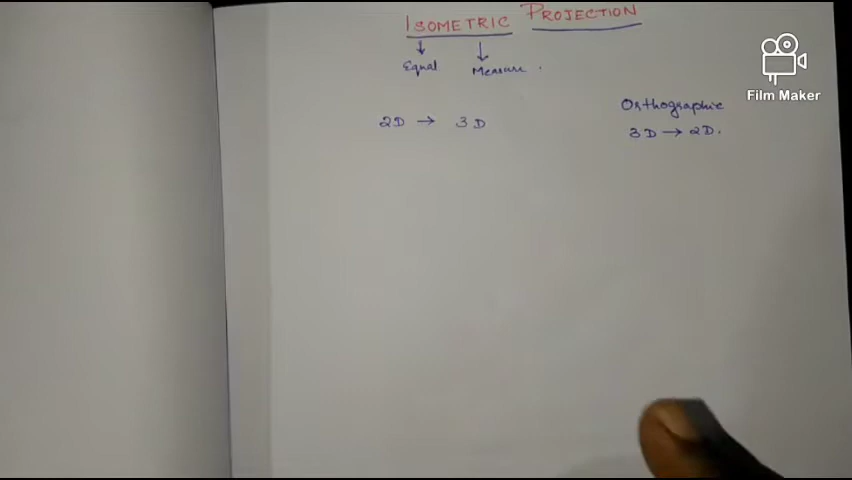 ISOMETRIC PROJECTION
↓ ↓
Equal Measure .
Orthographic
2D → 3D
3D → 2D.
Film Maker